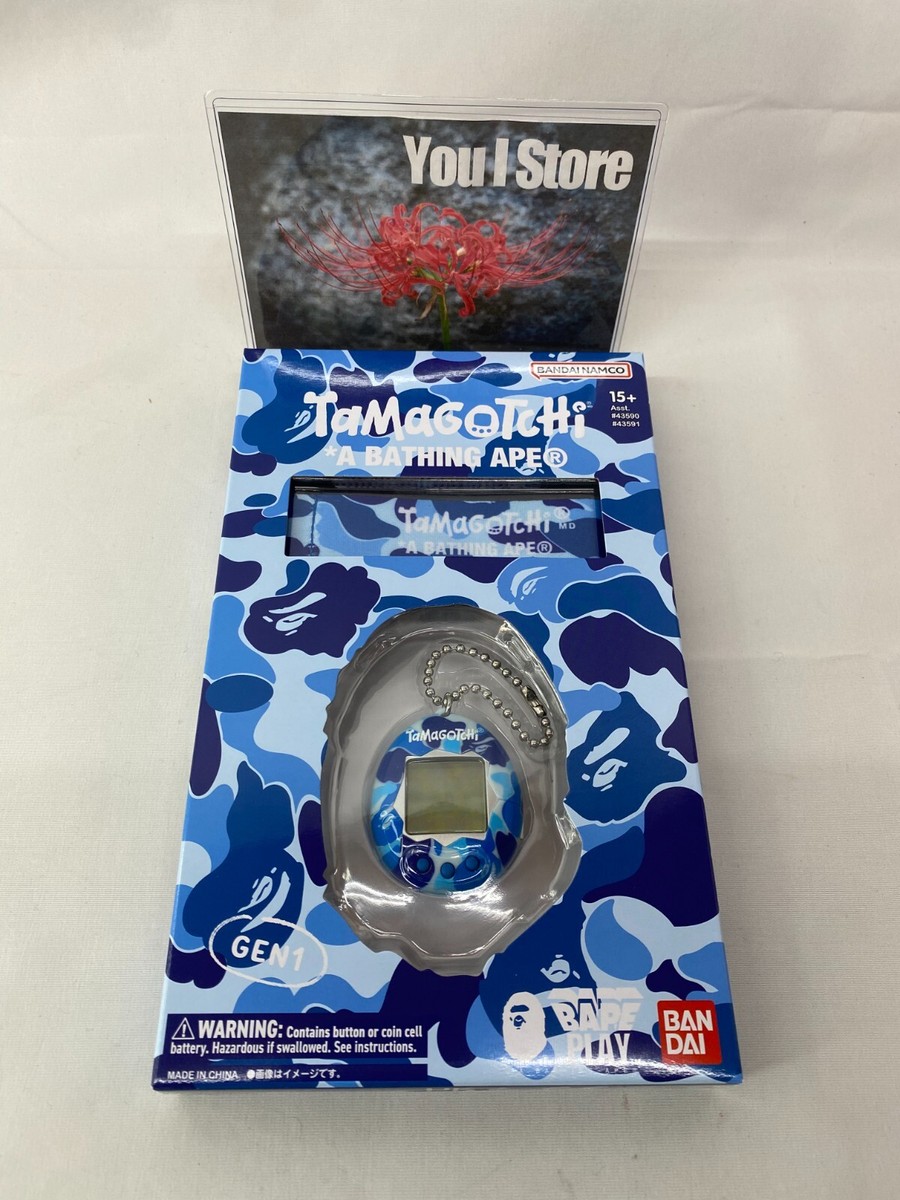 You I Store
BANDAI NAMCO
TaMaGOTCHi
15+
Asst.
#43590
#43591
*A BATHING APE®
TaMaGOTCHi
MD
*A BATHING APE®
TaMaGOTCHi
GEN1
WARNING: Contains button or coin cell
battery. Hazardous if swallowed. See instructions.
MADE IN CHINA ●画像はイメージです。
BAPE
PLAY
BAN
DAI